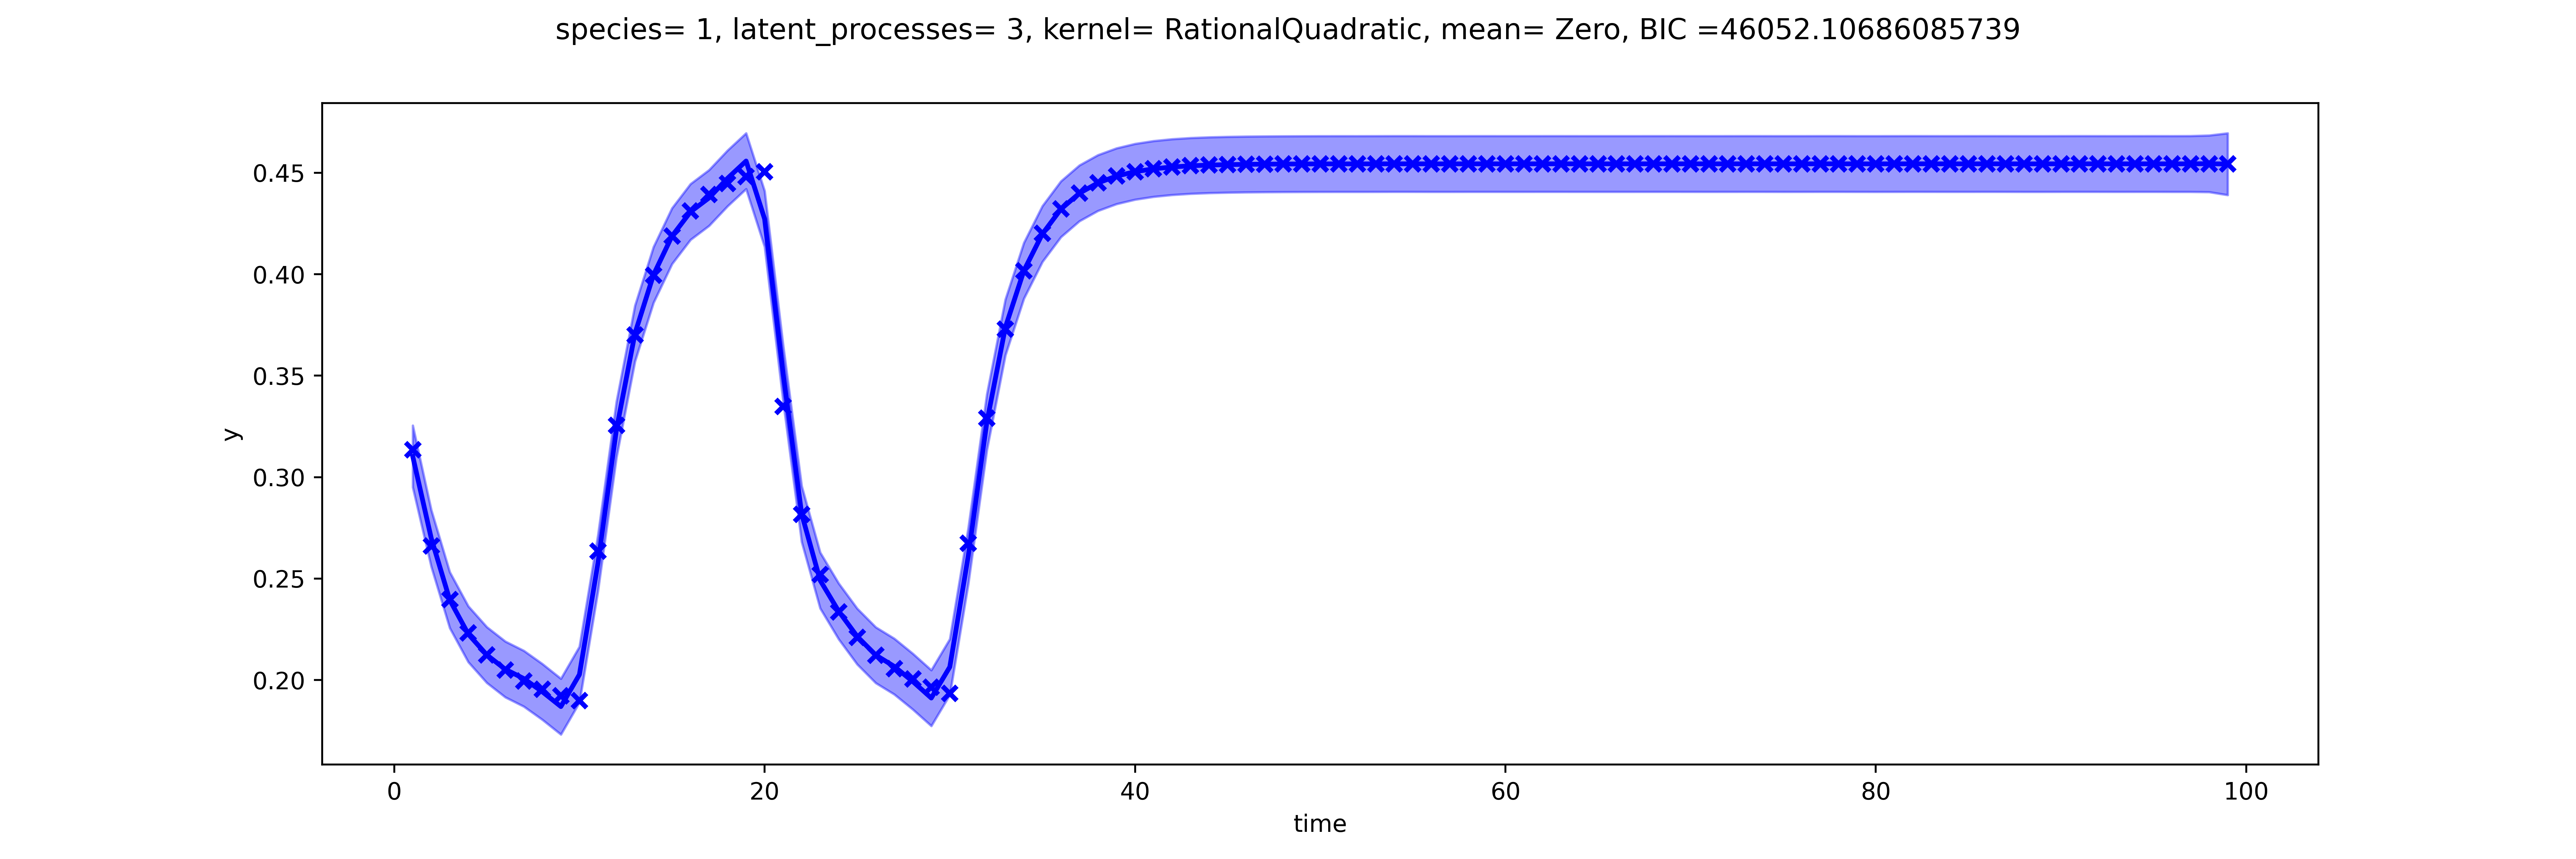 species= 1, latent_processes= 3, kernel= RationalQuadratic, mean= Zero, BIC =46052.10686085739
0.45
0.40
0.35
0.30
0.25
0.20
y
0 20 40 60 80 100
time